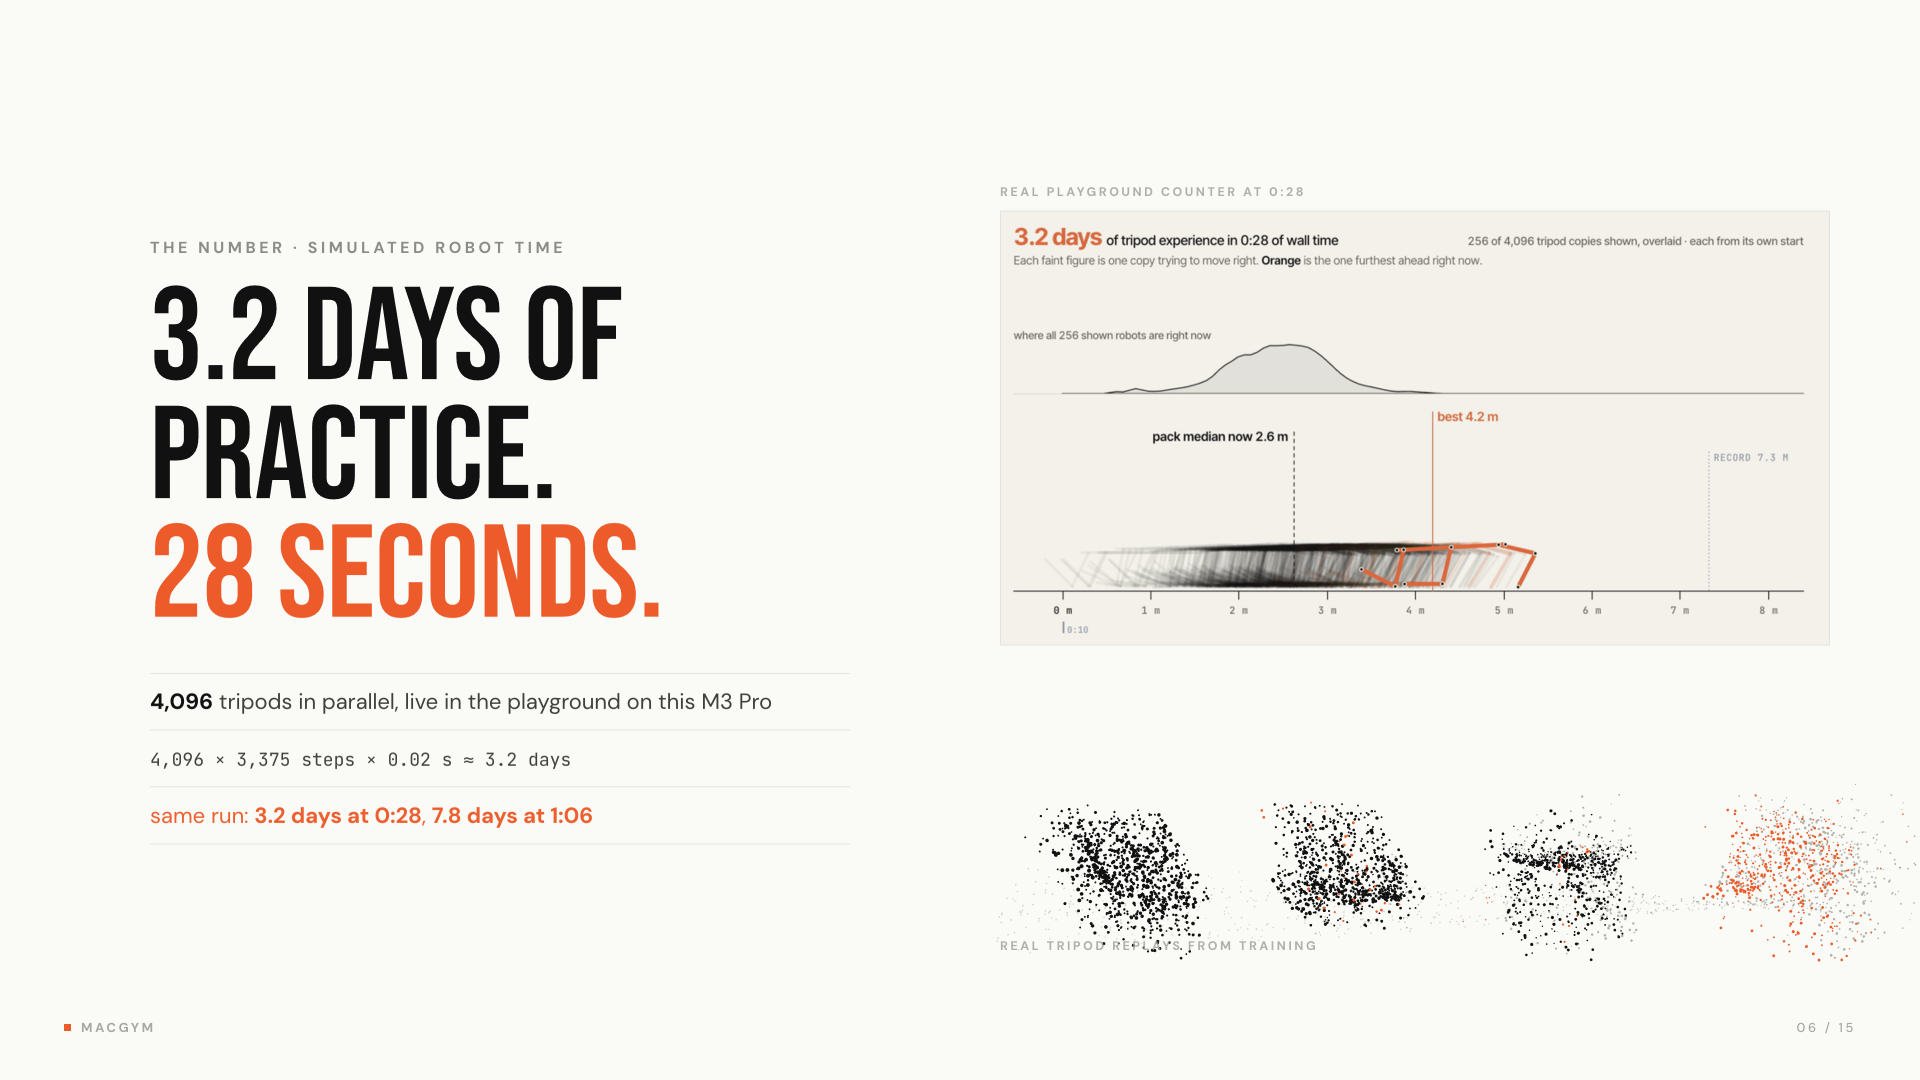 THE NUMBER · SIMULATED ROBOT TIME
3.2 DAYS OF
PRACTICE.
28 SECONDS.
4,096 tripods in parallel, live in the playground on this M3 Pro
4,096 × 3,375 steps × 0.02 s ≈ 3.2 days
same run: 3.2 days at 0:28, 7.8 days at 1:06
REAL PLAYGROUND COUNTER AT 0:28
3.2 days of tripod experience in 0:28 of wall time
256 of 4,096 tripod copies shown, overlaid · each from its own start
Each faint figure is one copy trying to move right. Orange is the one furthest ahead right now.
where all 256 shown robots are right now
best 4.2 m
pack median now 2.6 m
RECORD 7.3 M
0 m 1 m 2 m 3 m 4 m 5 m 6 m 7 m 8 m
0:10
REAL TRIPOD REPLAYS FROM TRAINING
MACGYM
06 / 15